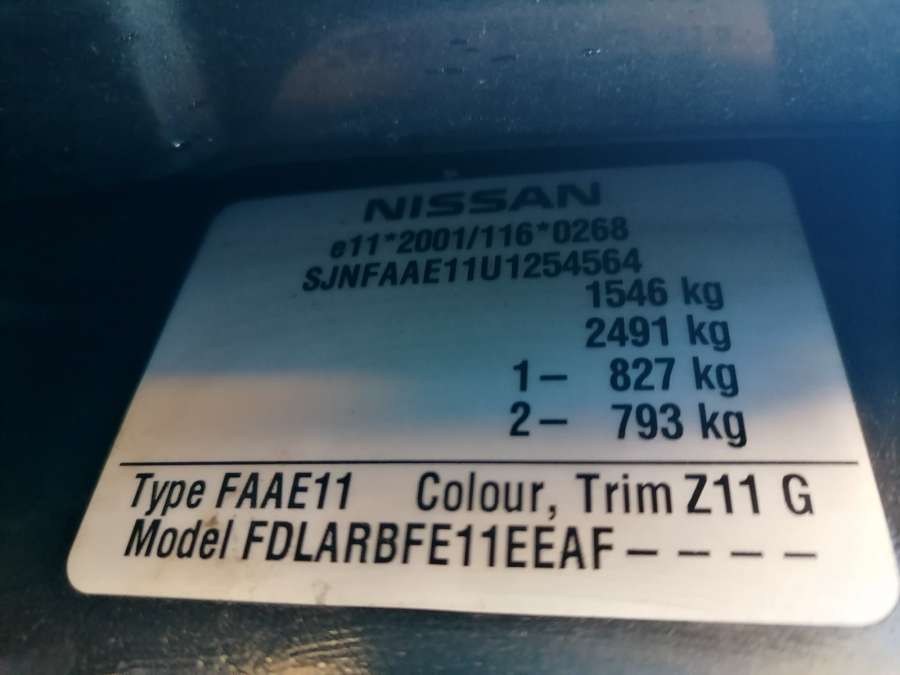 NISSAN
e11*2001/116*0268
SJNFAAE11U1254564
1546 kg
2491 kg
1– 827 kg
2– 793 kg
Type FAAE11 Colour, Trim Z11 G
Model FDLARBFE11EEAF– – – –